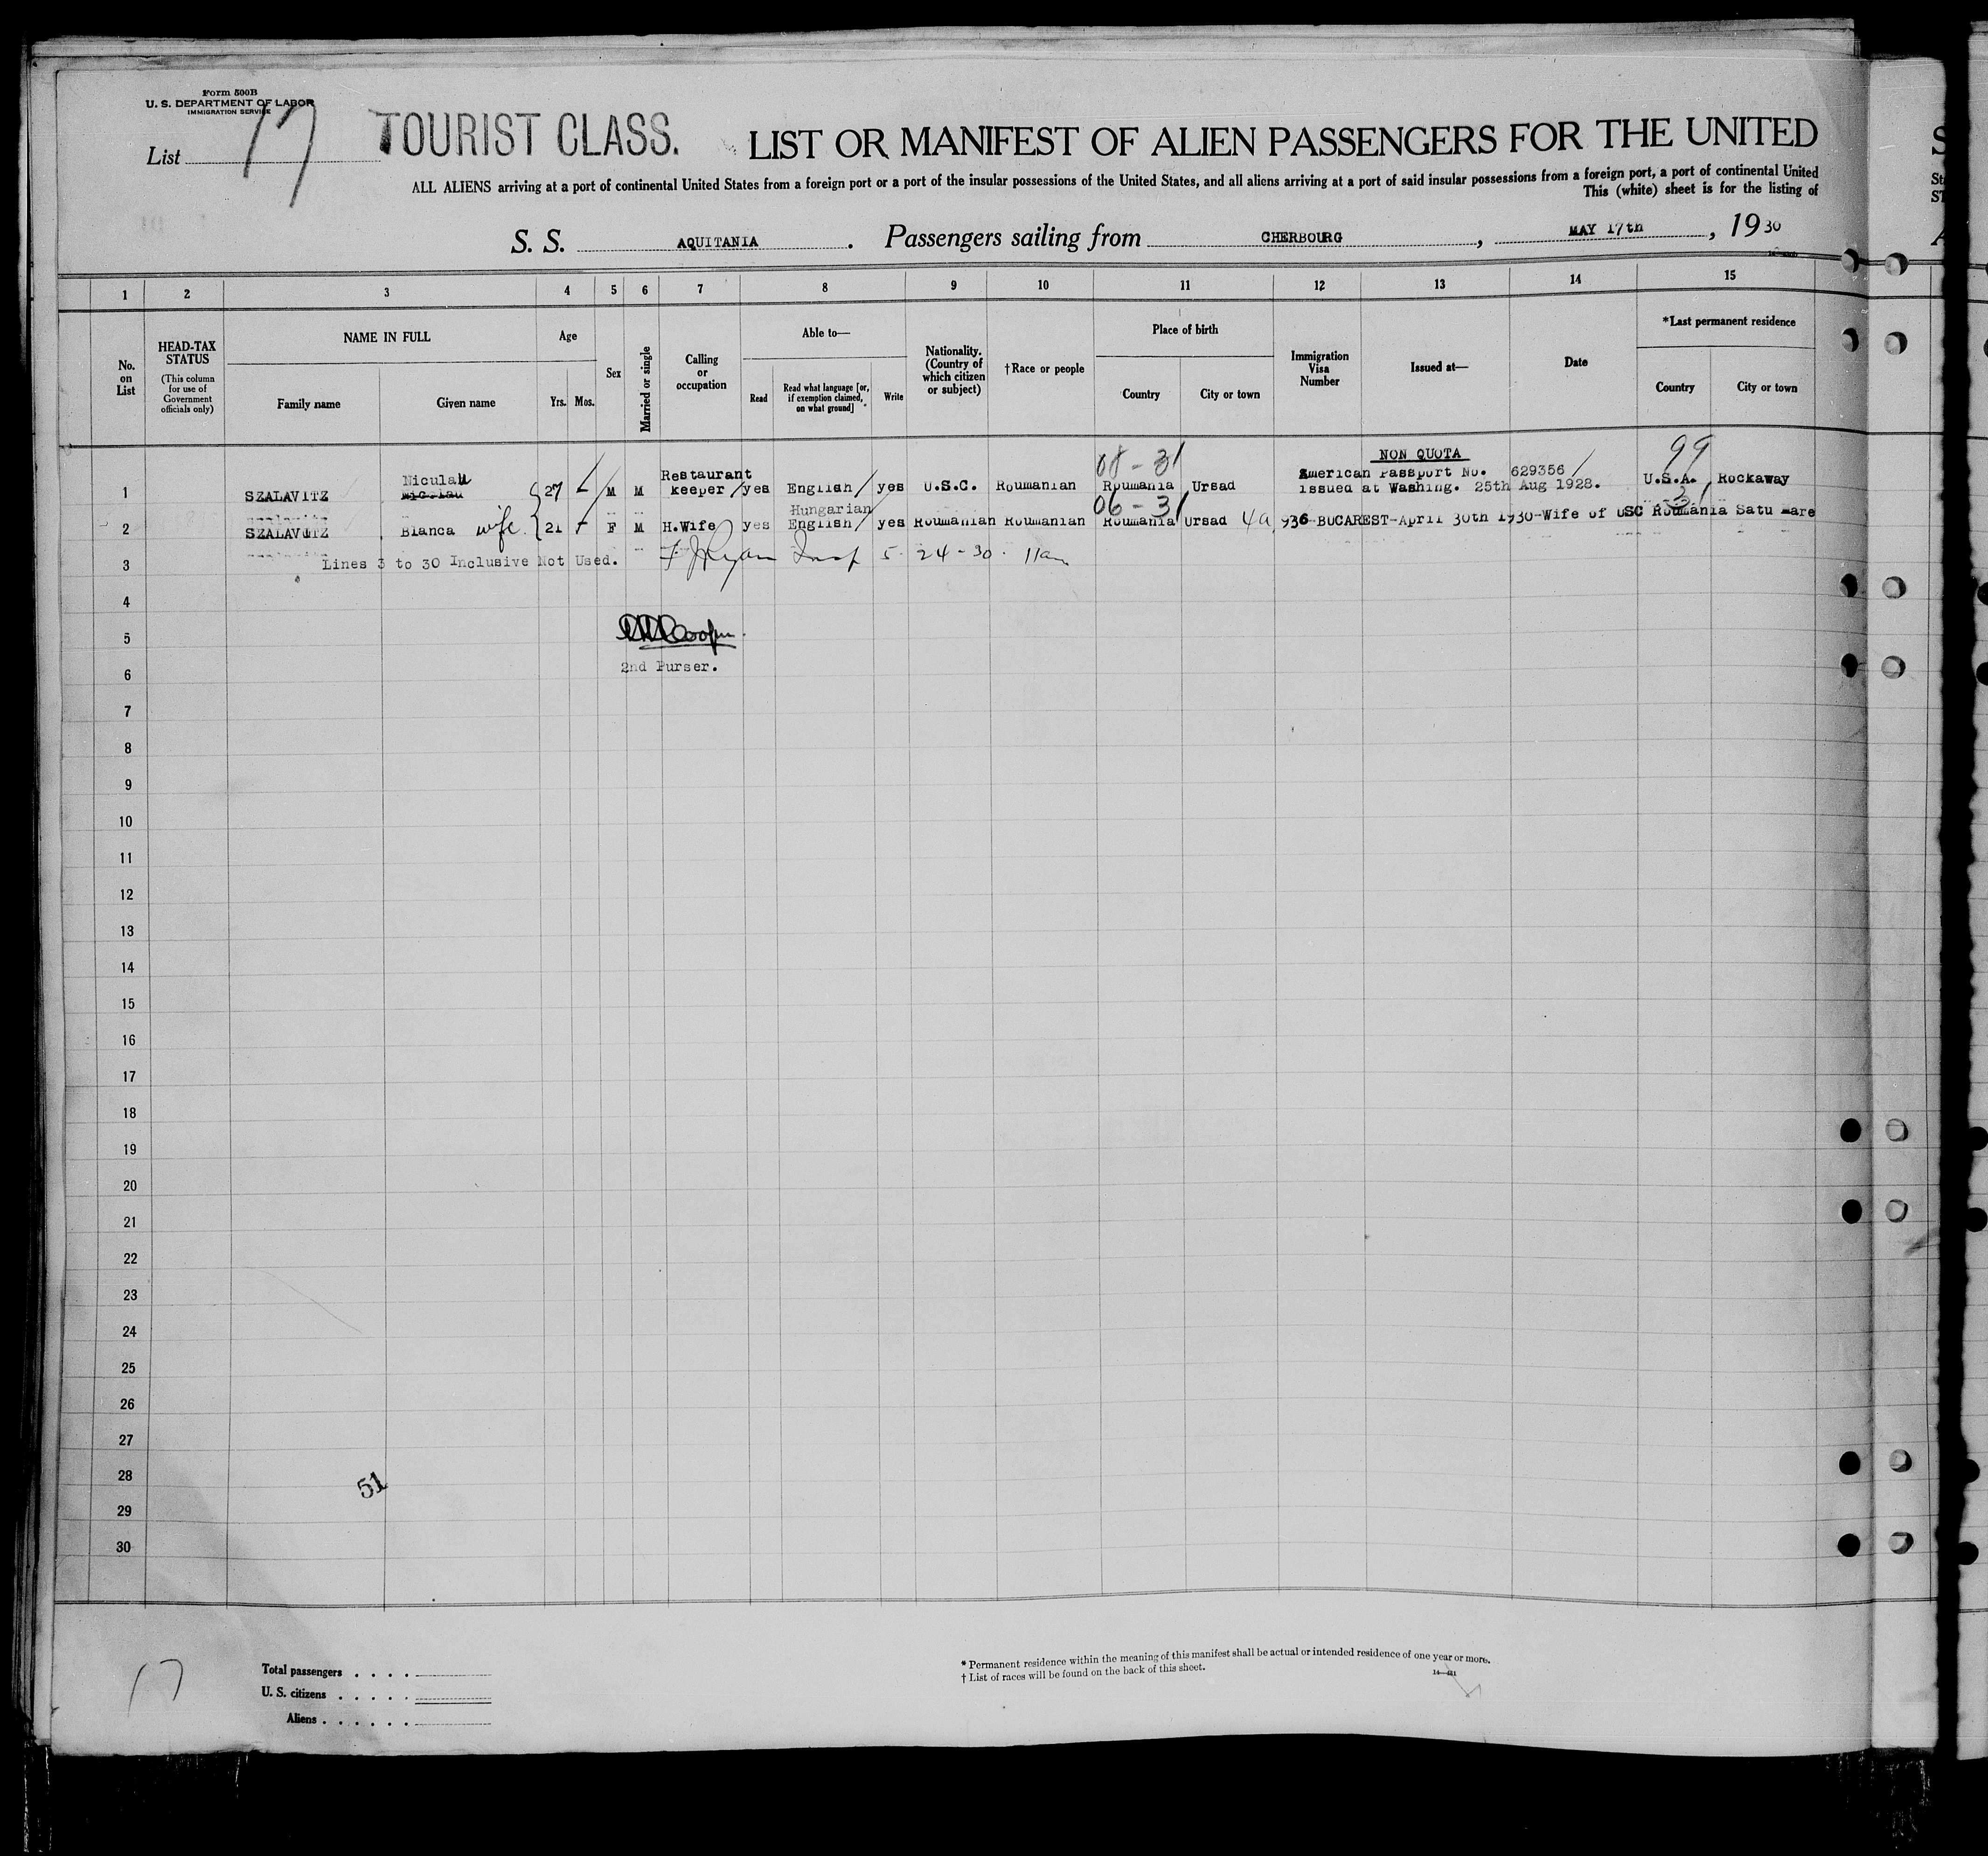 Form 500B
U. S. DEPARTMENT OF LABOR
IMMIGRATION SERVICE
List 17
TOURIST CLASS.
LIST OR MANIFEST OF ALIEN PASSENGERS FOR THE UNITED
ALL ALIENS arriving at a port of continental United States from a foreign port or a port of the insular possessions of the United States, and all aliens arriving at a port of said insular possessions from a foreign port, a port of continental United
This (white) sheet is for the listing of
S. S. AQUITANIA. Passengers sailing from CHERBOURG, MAY 17th, 1930
1 2 3 4 5 6 7 8 9 10 11 12 13 14 15
No. on List
HEAD-TAX STATUS
(This column for use of Government officials only)
NAME IN FULL
Family name Given name
Age
Yrs. Mos.
Sex
Married or single
Calling or occupation
Able to—
Read
Read what language [or, if exemption claimed, on what ground]
Write
Nationality. (Country of which citizen or subject)
†Race or people
Place of birth
Country City or town
Immigration Visa Number
Issued at—
Date
*Last permanent residence
Country City or town
08-31 NON QUOTA 99
Niculau Restaurant American Passport No. 629356
1 SZALAVITZ Nicolau 27 M M keeper yes English yes U.S.C. Roumanian Roumania Ursad issued at Washing. 25th Aug 1928. U.S.A. Rockaway
Hungarian 06-31 31
2 SZALAVITZ Blanca wife 21 F M H.Wife yes English yes Roumanian Roumanian Roumania Ursad 4a 936-BUCAREST-April 30th 1930-Wife of USC Roumania Satu mare
3 Lines 3 to 30 Inclusive Not Used. F J Ryan Insp 5-24-30 11am
4
5 Cooper
6 2nd Purser.
7
8
9
10
11
12
13
14
15
16
17
18
19
20
21
22
23
24
25
26
27
28
51
29
30
17
Total passengers . . . .
U. S. citizens . . . . .
Aliens . . . . . .
* Permanent residence within the meaning of this manifest shall be actual or intended residence of one year or more.
† List of races will be found on the back of this sheet.